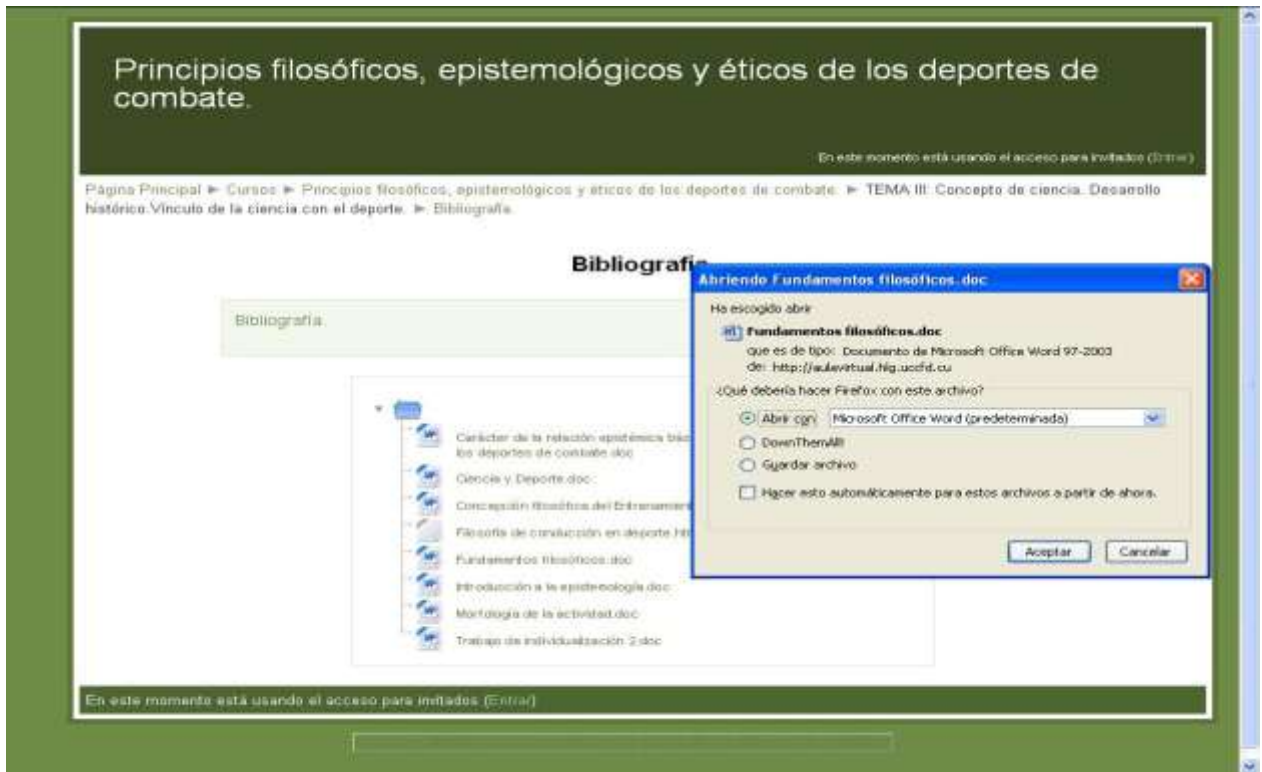 Principios filosóficos, epistemológicos y éticos de los deportes de
combate.
En este momento está usando el acceso para invitados (Entrar)
Página Principal ► Cursos ► Principios filosóficos, epistemológicos y éticos de los deportes de combate. ► TEMA III: Concepto de ciencia. Desarrollo
histórico.Vínculo de la ciencia con el deporte. ► Bibliografía.
Bibliografía
Bibliografía.
Carácter de la relación epistémica
los deportes de combate.doc
Ciencia y Deporte.doc
Concepción filosófica del
Filosofía de conducción en deporte
Fundamentos filosóficos.doc
Introducción a la epistemología.doc
Morfología de la actividad.doc
Trabajo de individualización 2.doc
Abriendo Fundamentos filosóficos.doc
Ha escogido abrir
Fundamentos filosóficos.doc
que es de tipo: Documento de Microsoft Office Word 97-2003
de: http://aulavirtual.hlg.uccfd.cu
¿Qué debería hacer Firefox con este archivo?
Abrir con Microsoft Office Word (predeterminada)
DownThemAll!
Guardar archivo
Hacer esto automáticamente para estos archivos a partir de ahora.
Aceptar Cancelar
En este momento está usando el acceso para invitados (Entrar)